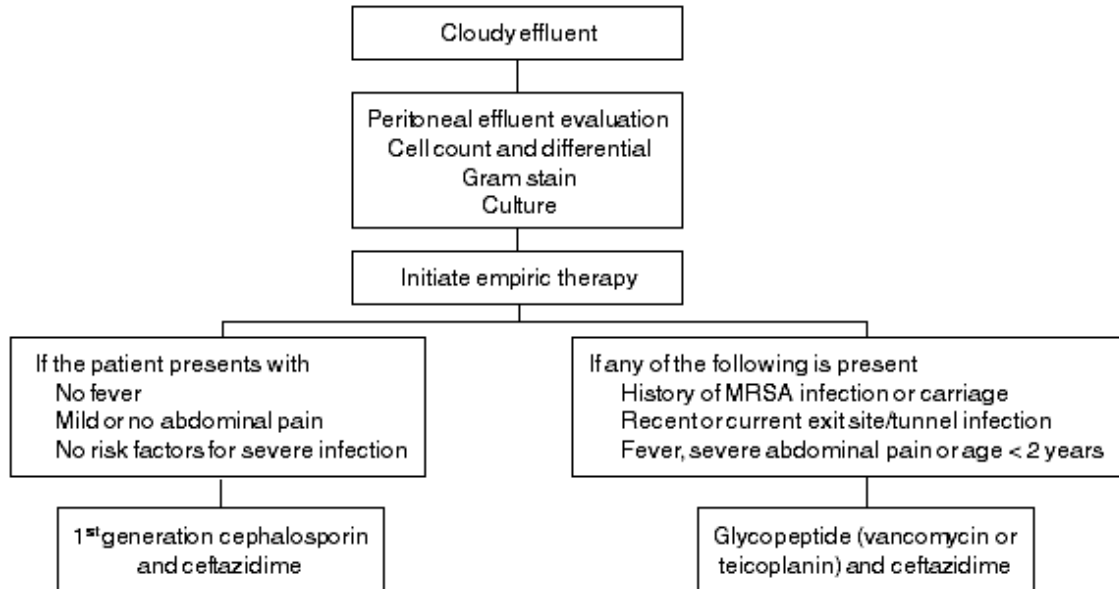 Cloudy effluent
Peritoneal effluent evaluation
Cell count and differential
Gram stain
Culture
Initiate empiric therapy
If the patient presents with
No fever
Mild or no abdominal pain
No risk factors for severe infection
If any of the following is present
History of MRSA infection or carriage
Recent or current exit site/tunnel infection
Fever, severe abdominal pain or age < 2 years
1st generation cephalosporin
and ceftazidime
Glycopeptide (vancomycin or
teicoplanin) and ceftazidime